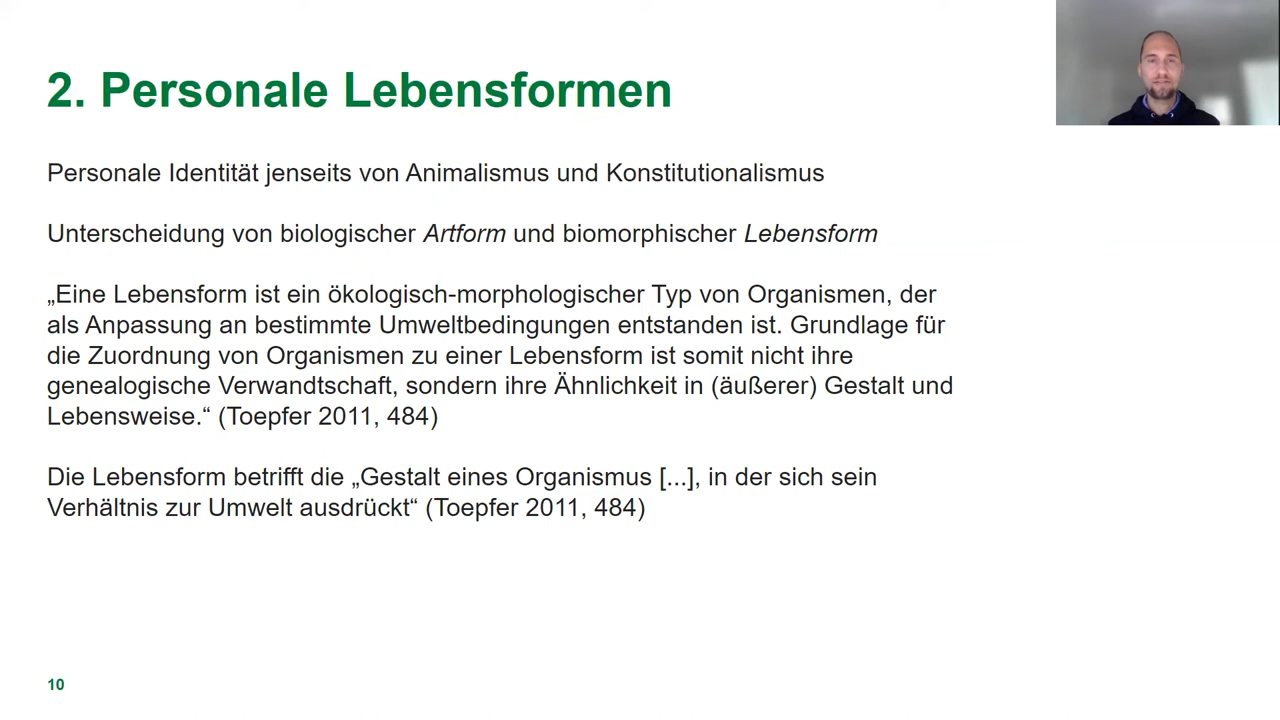 2. Personale Lebensformen
Personale Identität jenseits von Animalismus und Konstitutionalismus
Unterscheidung von biologischer Artform und biomorphischer Lebensform
„Eine Lebensform ist ein ökologisch-morphologischer Typ von Organismen, der
als Anpassung an bestimmte Umweltbedingungen entstanden ist. Grundlage für
die Zuordnung von Organismen zu einer Lebensform ist somit nicht ihre
genealogische Verwandtschaft, sondern ihre Ähnlichkeit in (äußerer) Gestalt und
Lebensweise.“ (Toepfer 2011, 484)
Die Lebensform betrifft die „Gestalt eines Organismus [...], in der sich sein
Verhältnis zur Umwelt ausdrückt“ (Toepfer 2011, 484)
10